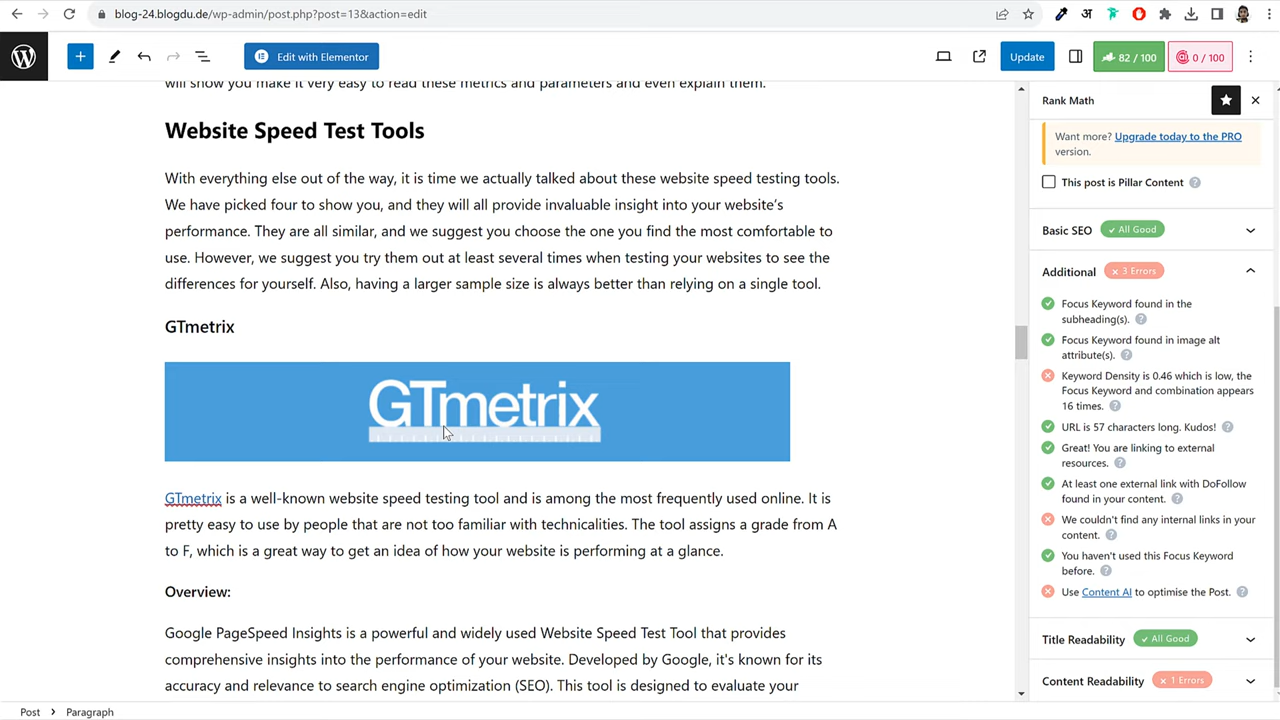 blog-24.blogdu.de/wp-admin/post.php?post=13&action=edit
Edit with Elementor
Update
82 / 100
0 / 100
will show you make it very easy to read these metrics and parameters and even explain them.
Website Speed Test Tools
With everything else out of the way, it is time we actually talked about these website speed testing tools.
We have picked four to show you, and they will all provide invaluable insight into your website's
performance. They are all similar, and we suggest you choose the one you find the most comfortable to
use. However, we suggest you try them out at least several times when testing your websites to see the
differences for yourself. Also, having a larger sample size is always better than relying on a single tool.
GTmetrix
GTmetrix
GTmetrix is a well-known website speed testing tool and is among the most frequently used online. It is
pretty easy to use by people that are not too familiar with technicalities. The tool assigns a grade from A
to F, which is a great way to get an idea of how your website is performing at a glance.
Overview:
Google PageSpeed Insights is a powerful and widely used Website Speed Test Tool that provides
comprehensive insights into the performance of your website. Developed by Google, it's known for its
accuracy and relevance to search engine optimization (SEO). This tool is designed to evaluate your
Post > Paragraph
Rank Math
Want more? Upgrade today to the PRO
version.
This post is Pillar Content
Basic SEO All Good
Additional × 3 Errors
Focus Keyword found in the
subheading(s).
Focus Keyword found in image alt
attribute(s).
Keyword Density is 0.46 which is low, the
Focus Keyword and combination appears
16 times.
URL is 57 characters long. Kudos!
Great! You are linking to external
resources.
At least one external link with DoFollow
found in your content.
We couldn't find any internal links in your
content.
You haven't used this Focus Keyword
before.
Use Content AI to optimise the Post.
Title Readability All Good
Content Readability × 1 Errors